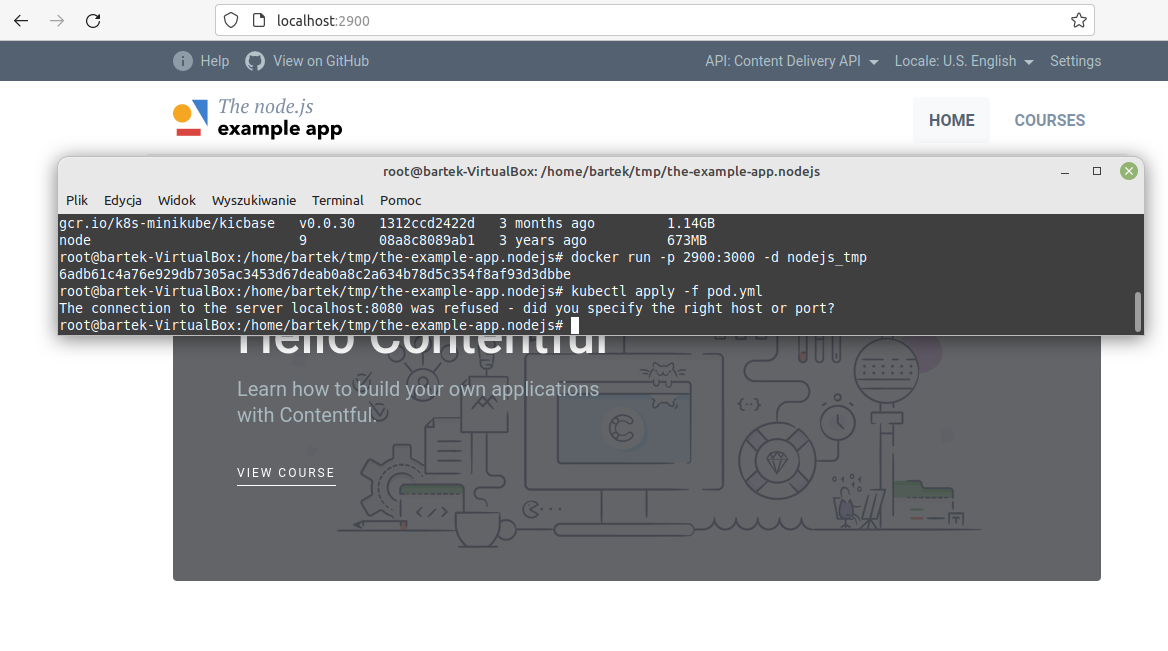 localhost:2900
Help View on GitHub API: Content Delivery API Locale: U.S. English Settings
The node.js
example app
HOME COURSES
root@bartek-VirtualBox: /home/bartek/tmp/the-example-app.nodejs
Plik Edycja Widok Wyszukiwanie Terminal Pomoc
gcr.io/k8s-minikube/kicbase v0.0.30 1312ccd2422d 3 months ago 1.14GB
node 9 08a8c8089ab1 3 years ago 673MB
root@bartek-VirtualBox:/home/bartek/tmp/the-example-app.nodejs# docker run -p 2900:3000 -d nodejs_tmp
6adb61c4a76e929db7305ac3453d67deab0a8c2a634b78d5c354f8af93d3dbbe
root@bartek-VirtualBox:/home/bartek/tmp/the-example-app.nodejs# kubectl apply -f pod.yml
The connection to the server localhost:8080 was refused - did you specify the right host or port?
root@bartek-VirtualBox:/home/bartek/tmp/the-example-app.nodejs#
Hello Contentful
Learn how to build your own applications
with Contentful.
VIEW COURSE